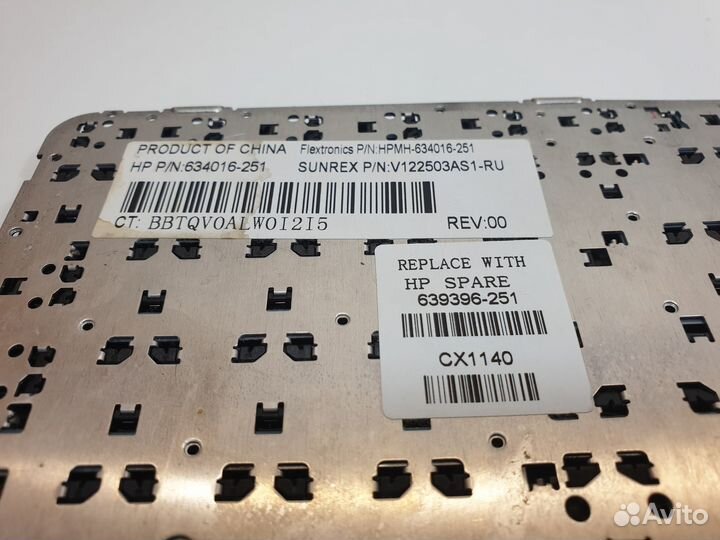 PRODUCT OF CHINA Flextronics P/N:HPMH-634016-251
HP P/N:634016-251 SUNREX P/N:V122503AS1-RU
CT: BBTQV0ALW0I2I5 REV:00
REPLACE WITH
HP SPARE
639396-251
CX1140
Avito